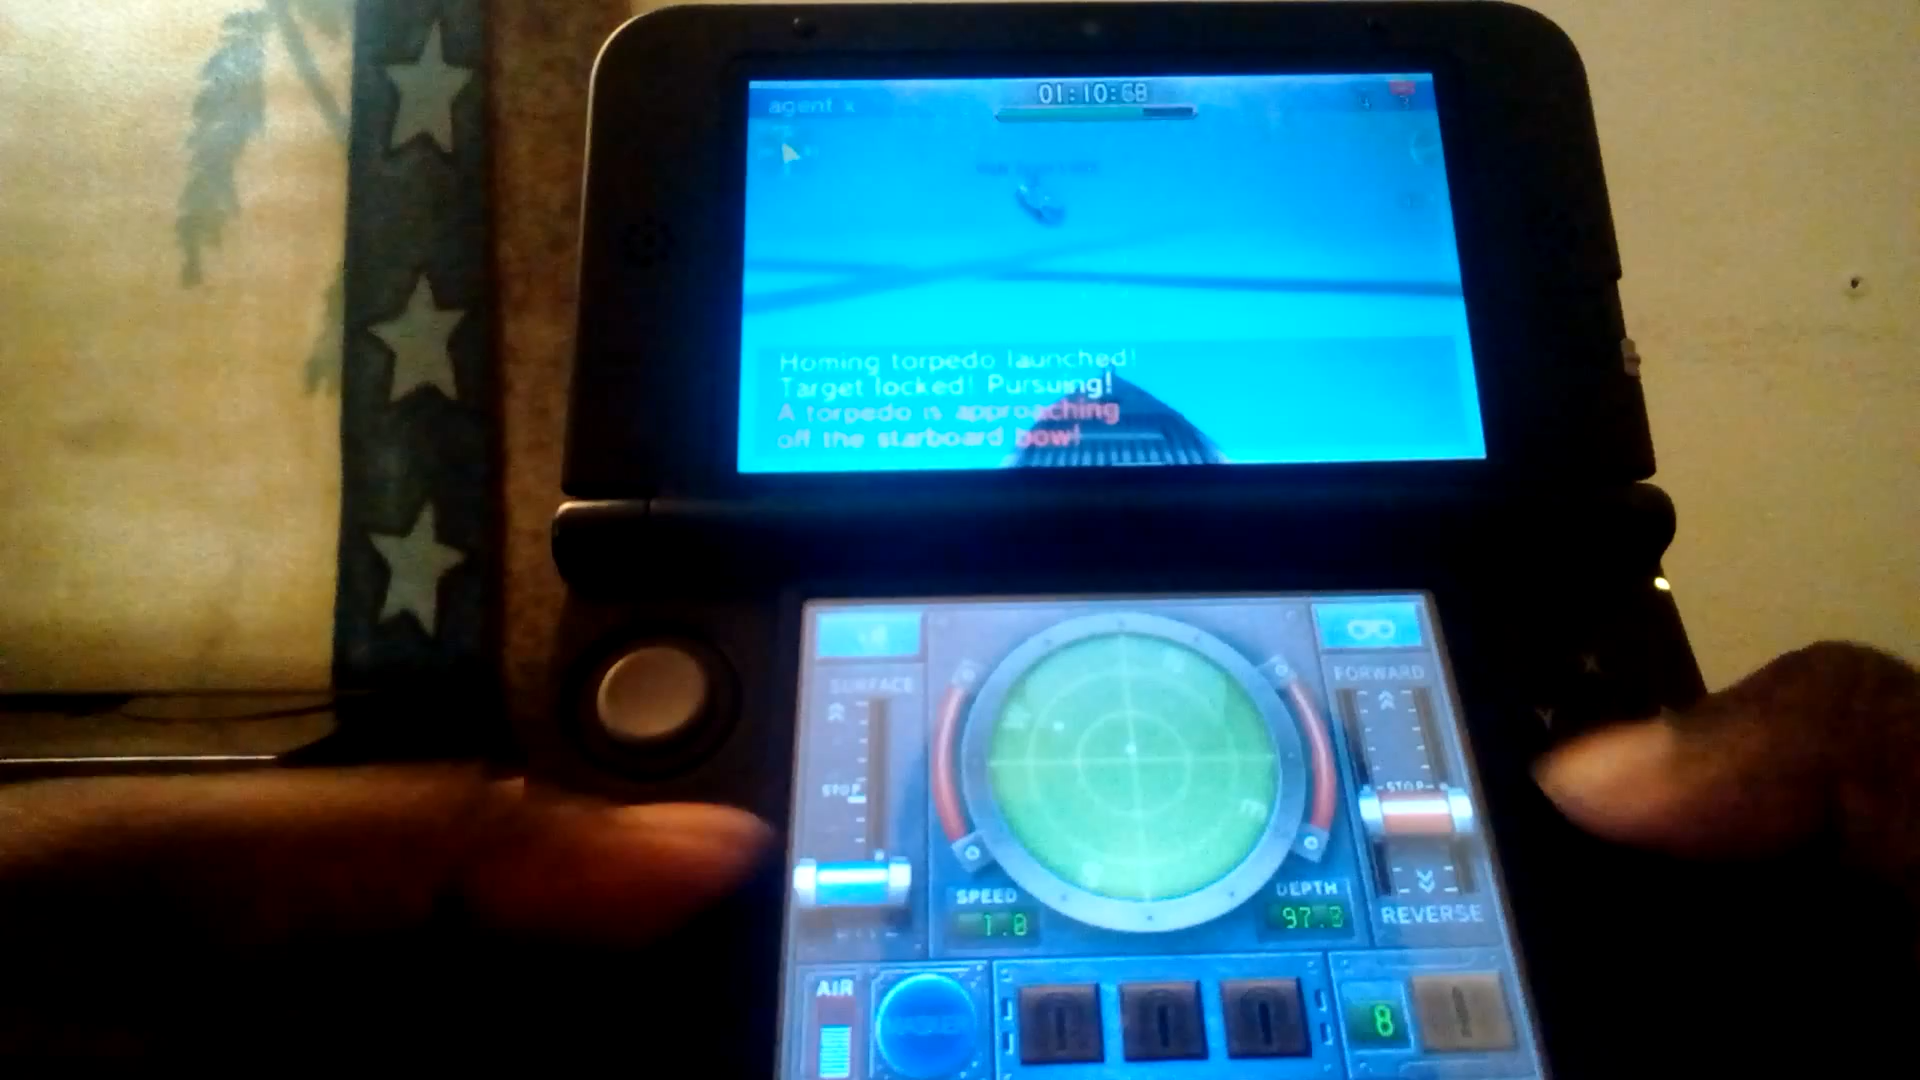 01:10:68
agent x
Homing torpedo launched!
Target locked! Pursuing!
A torpedo is approaching
off the starboard bow!
SURFACE
FORWARD
STOP
-STOP-
SPEED
1.0
DEPTH
REVERSE
AIR
8
X
Y